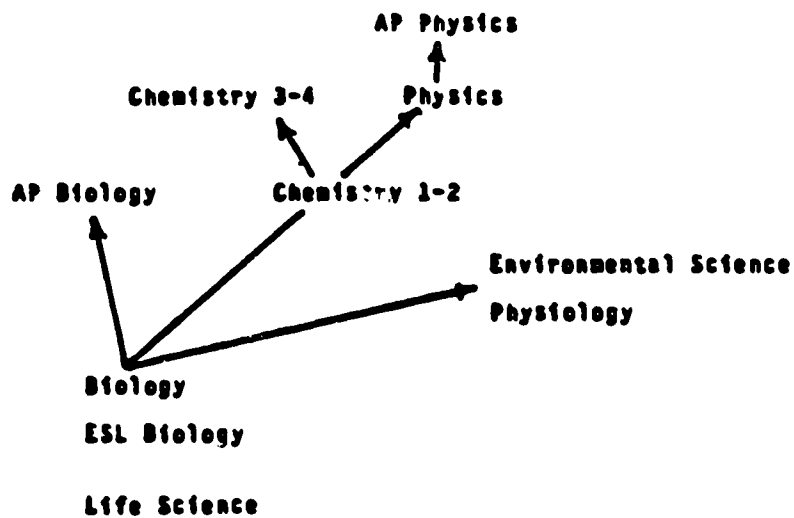 AP Physics
Chemistry 3-4
Physics
AP Biology
Chemistry 1-2
Environmental Science
Physiology
Biology
ESL Biology
Life Science